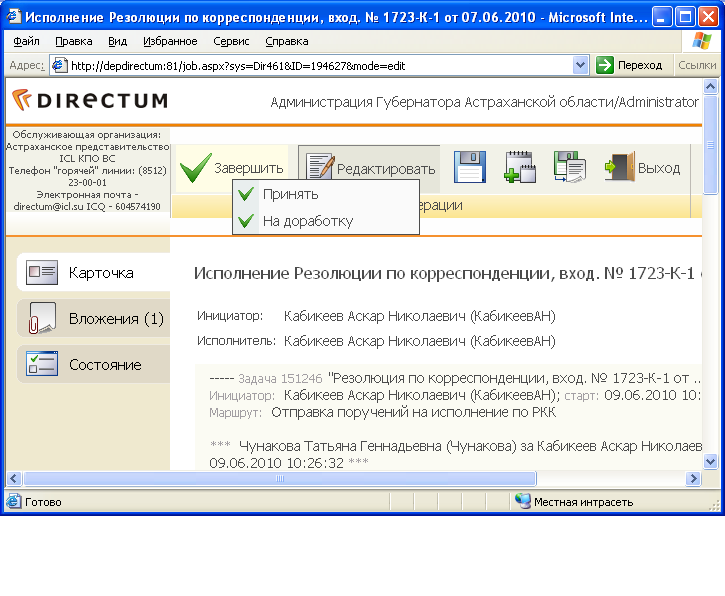 Исполнение Резолюции по корреспонденции, вход. № 1723-К-1 от 07.06.2010 - Microsoft Inte...
Файл Правка Вид Избранное Сервис Справка
Адрес: http://depdirectum:81/job.aspx?sys=Dir461&ID=194627&mode=edit Переход Ссылки
DIRECTUM Администрация Губернатора Астраханской области/Administrator
Обслуживающая организация:
Астраханское представительство
ICL КПО ВС
Телефон "горячей" линии: (8512)
23-00-01
Электронная почта -
directum@icl.su ICQ - 604574190
Завершить Редактировать Выход
Принять
На доработку
ерации
Карточка
Вложения (1)
Состояние
Исполнение Резолюции по корреспонденции, вход. № 1723-К-1
Инициатор: Кабикеев Аскар Николаевич (КабикеевАН)
Исполнитель: Кабикеев Аскар Николаевич (КабикеевАН)
----- Задача 151246 "Резолюция по корреспонденции, вход. № 1723-К-1 от ...
Инициатор: Кабикеев Аскар Николаевич (КабикеевАН); старт: 09.06.2010 10:
Маршрут: Отправка поручений на исполнение по РКК
*** Чунакова Татьяна Геннадьевна (Чунакова) за Кабикеев Аскар Николаев
09.06.2010 10:26:32 ***
Готово Местная интрасеть